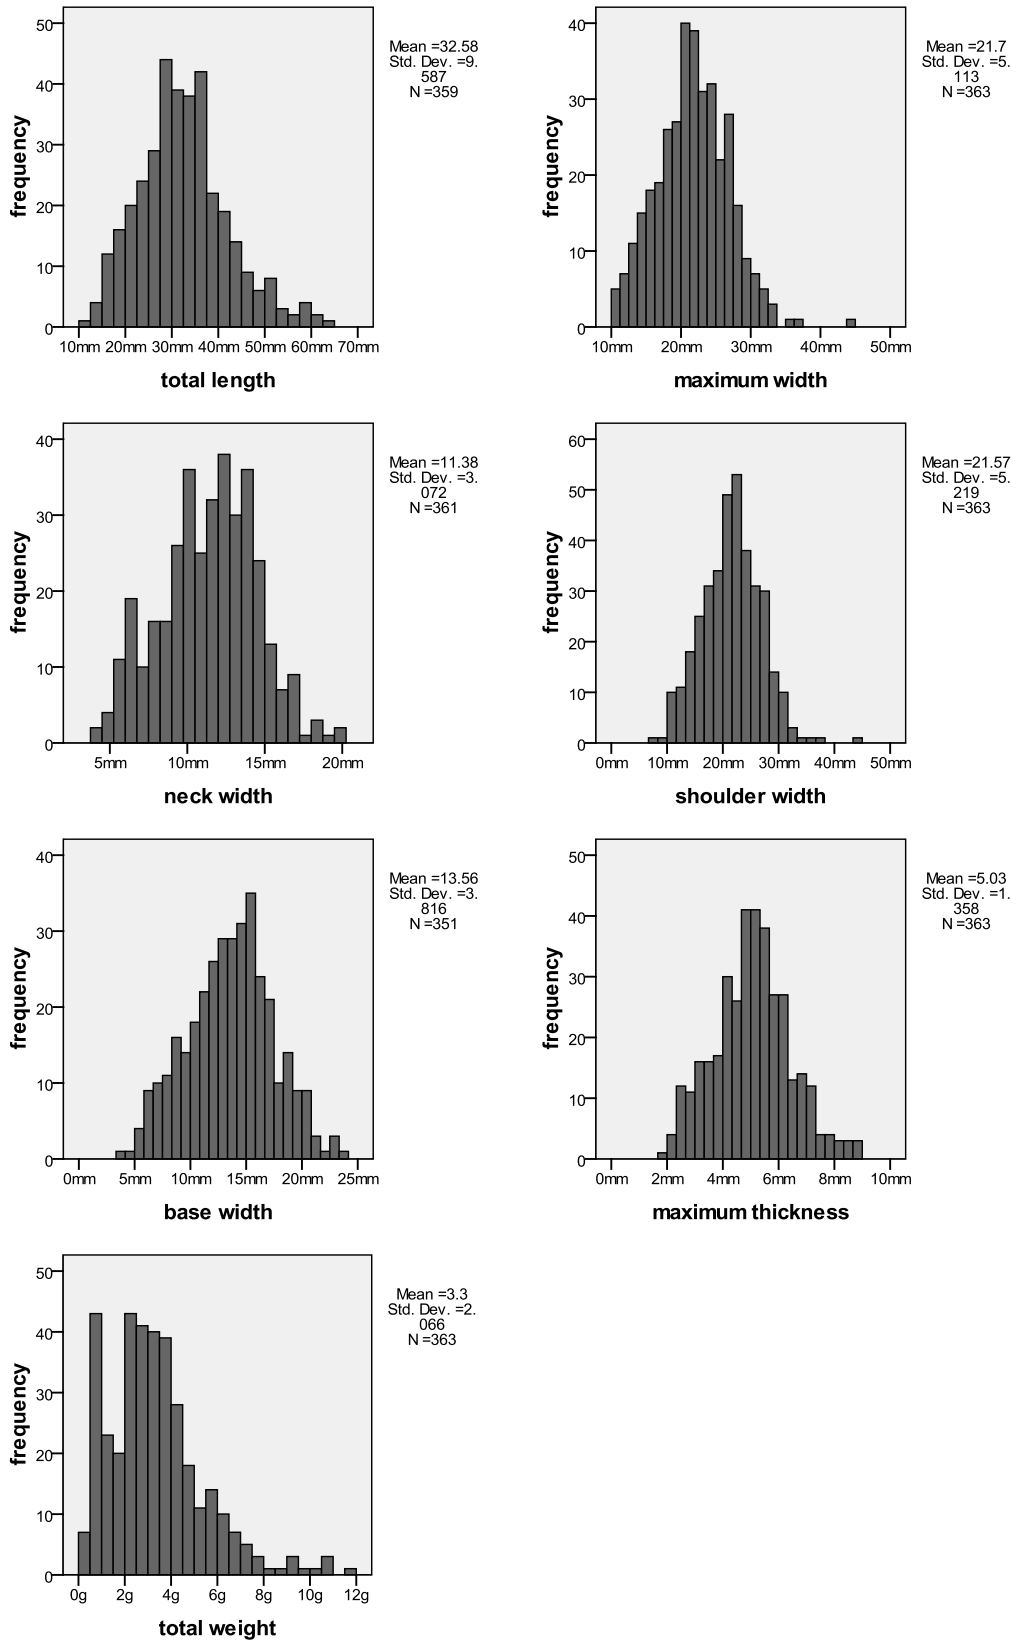 50
40
30
20
10
0
frequency
10mm 20mm 30mm 40mm 50mm 60mm 70mm
total length
Mean =32.58
Std. Dev. =9.
587
N =359
40
30
20
10
0
frequency
10mm 20mm 30mm 40mm 50mm
maximum width
Mean =21.7
Std. Dev. =5.
113
N =363
40
30
20
10
0
frequency
5mm 10mm 15mm 20mm
neck width
Mean =11.38
Std. Dev. =3.
072
N =361
60
50
40
30
20
10
0
frequency
0mm 10mm 20mm 30mm 40mm 50mm
shoulder width
Mean =21.57
Std. Dev. =5.
219
N =363
40
30
20
10
0
frequency
0mm 5mm 10mm 15mm 20mm 25mm
base width
Mean =13.56
Std. Dev. =3.
816
N =351
50
40
30
20
10
0
frequency
0mm 2mm 4mm 6mm 8mm 10mm
maximum thickness
Mean =5.03
Std. Dev. =1.
358
N =363
50
40
30
20
10
0
frequency
0g 2g 4g 6g 8g 10g 12g
total weight
Mean =3.3
Std. Dev. =2.
066
N =363